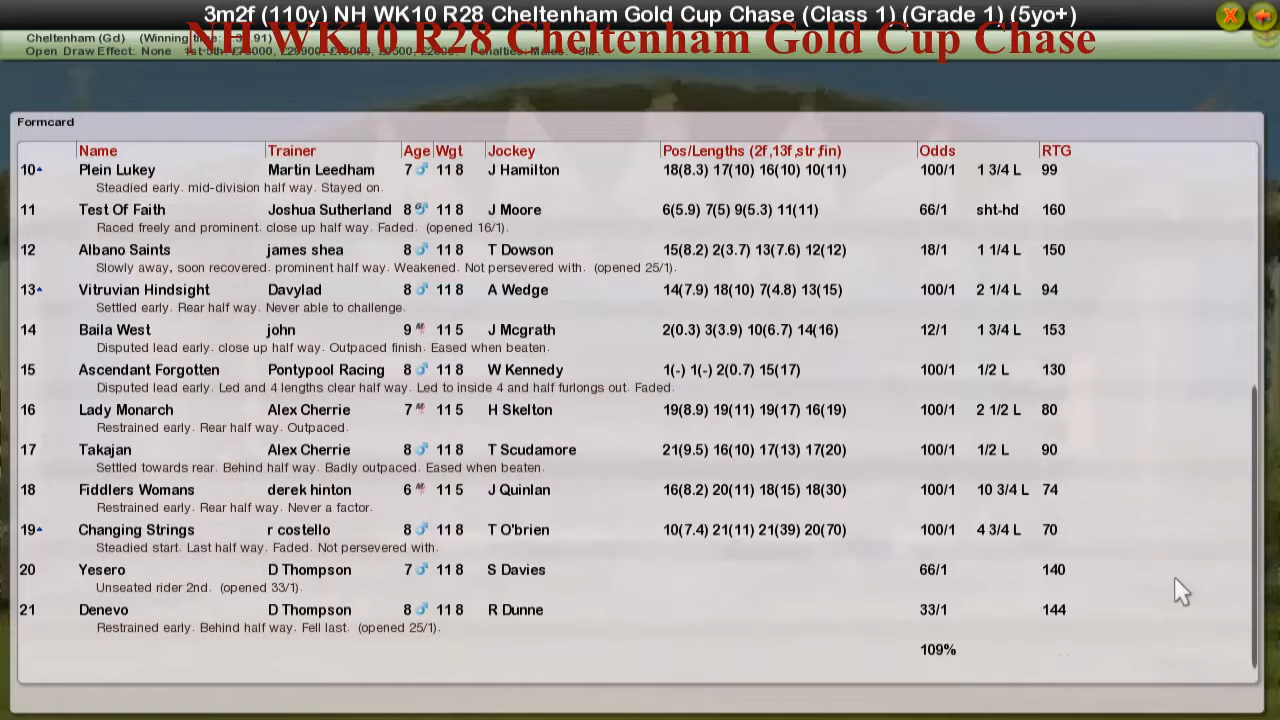 3m2f (110y) NH WK10 R28 Cheltenham Gold Cup Chase (Class 1) (Grade 1) (5yo+)
NH WK10 R28 Cheltenham Gold Cup Chase
Cheltenham (Gd) (Winning
Open Draw Effect: None 1st-5th,
Formcard
Name Trainer Age Wgt Jockey Pos/Lengths (2f,13f,str,fin) Odds RTG
10 Plein Lukey Martin Leedham 7 11 8 J Hamilton 18(8.3) 17(10) 16(10) 10(11) 100/1 1 3/4 L 99
Steadied early. mid-division half way. Stayed on.
11 Test Of Faith Joshua Sutherland 8 11 8 J Moore 6(5.9) 7(5) 9(5.3) 11(11) 66/1 sht-hd 160
Raced freely and prominent. close up half way. Faded. (opened 16/1).
12 Albano Saints james shea 8 11 8 T Dowson 15(8.2) 2(3.7) 13(7.6) 12(12) 18/1 1 1/4 L 150
Slowly away, soon recovered. prominent half way. Weakened. Not persevered with. (opened 25/1).
13 Vitruvian Hindsight Davylad 8 11 8 A Wedge 14(7.9) 18(10) 7(4.8) 13(15) 100/1 2 1/4 L 94
Settled early. Rear half way. Never able to challenge.
14 Baila West john 9 11 5 J Mcgrath 2(0.3) 3(3.9) 10(6.7) 14(16) 12/1 1 3/4 L 153
Disputed lead early. close up half way. Outpaced finish. Eased when beaten.
15 Ascendant Forgotten Pontypool Racing 8 11 8 W Kennedy 1(-) 1(-) 2(0.7) 15(17) 100/1 1/2 L 130
Disputed lead early. Led and 4 lengths clear half way. Led to inside 4 and half furlongs out. Faded.
16 Lady Monarch Alex Cherrie 7 11 5 H Skelton 19(8.9) 19(11) 19(17) 16(19) 100/1 2 1/2 L 80
Restrained early. Rear half way. Outpaced.
17 Takajan Alex Cherrie 8 11 8 T Scudamore 21(9.5) 16(10) 17(13) 17(20) 100/1 1/2 L 90
Settled towards rear. Behind half way. Badly outpaced. Eased when beaten.
18 Fiddlers Womans derek hinton 6 11 5 J Quinlan 16(8.2) 20(11) 18(15) 18(30) 100/1 10 3/4 L 74
Restrained early. Rear half way. Never a factor.
19 Changing Strings r costello 8 11 8 T O'brien 10(7.4) 21(11) 21(39) 20(70) 100/1 4 3/4 L 70
Steadied start. Last half way. Faded. Not persevered with.
20 Yesero D Thompson 7 11 8 S Davies 66/1 140
Unseated rider 2nd. (opened 33/1).
21 Denevo D Thompson 8 11 8 R Dunne 33/1 144
Restrained early. Behind half way. Fell last. (opened 25/1).
109%